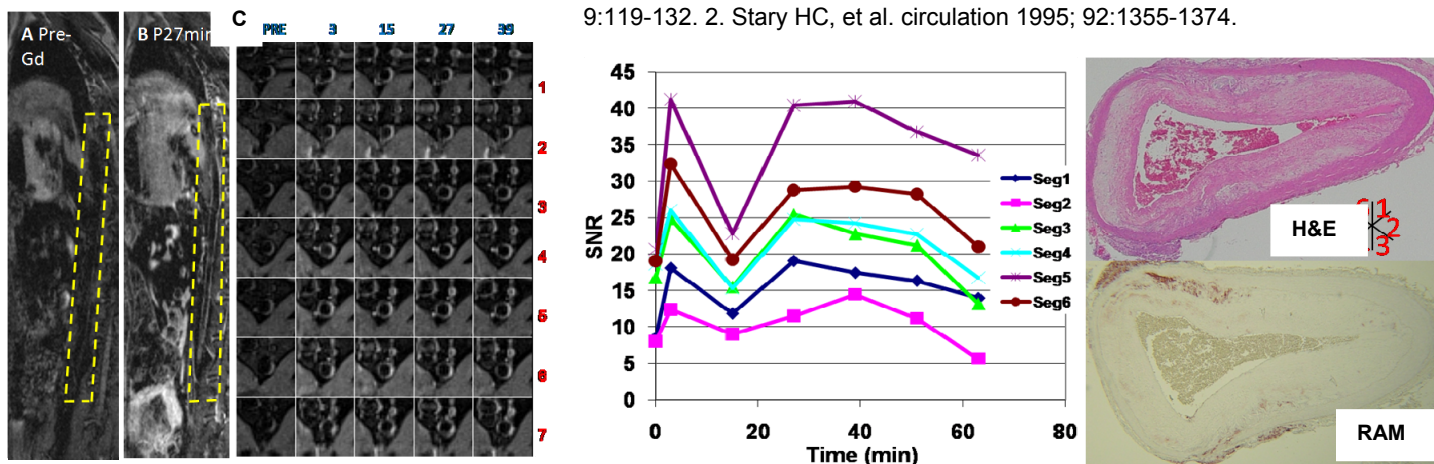 9:119-132. 2. Stary HC, et al. circulation 1995; 92:1355-1374.
A Pre-
Gd
B P27min
C
PRE 3 15 27 39
1
2
3
4
5
6
7
SNR
45
40
35
30
25
20
15
10
5
0
0 20 40 60 80
Time (min)
Seg1
Seg2
Seg3
Seg4
Seg5
Seg6
H&E
1
2
3
RAM